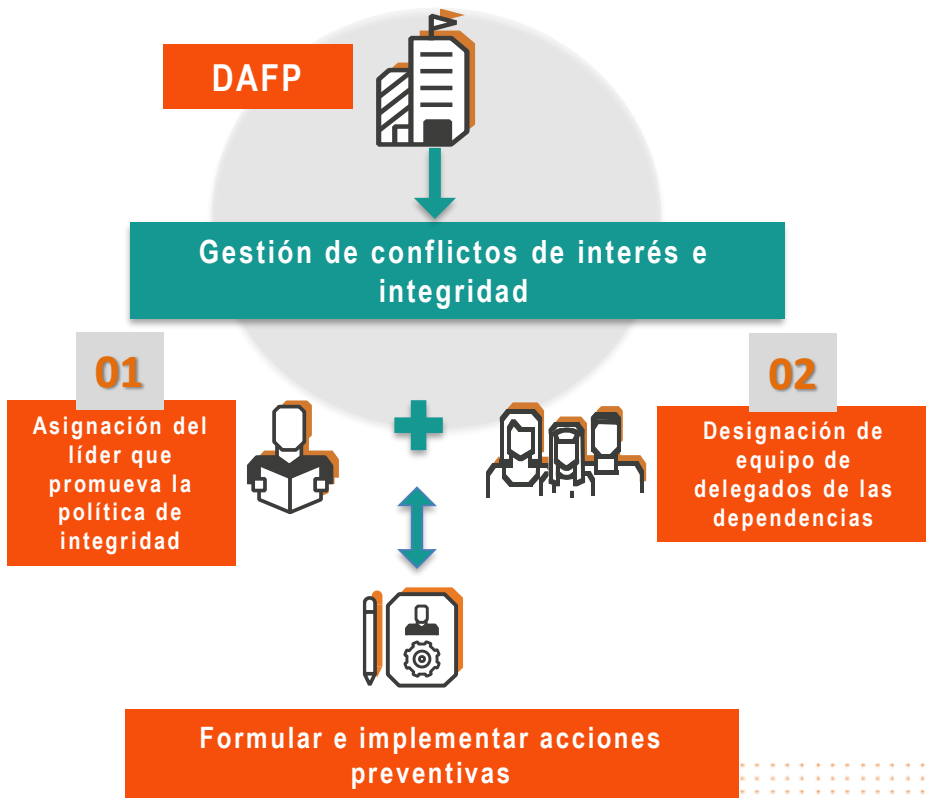 DAFP
Gestión de conflictos de interés e
integridad
01
Asignación del
líder que
promueva la
política de
integridad
02
Designación de
equipo de
delegados de las
dependencias
Formular e implementar acciones
preventivas